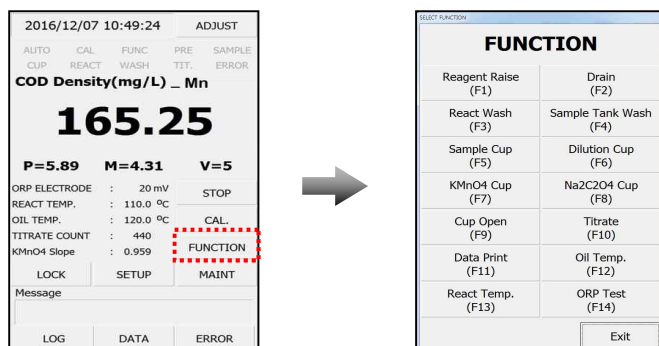 2016/12/07 10:49:24 ADJUST
AUTO CAL FUNC PRE SAMPLE
CUP REACT WASH TIT. ERROR
COD Density(mg/L) _ Mn
165.25
P=5.89 M=4.31 V=5
ORP ELECTRODE : 20 mV
REACT TEMP. : 110.0 ºC
OIL TEMP. : 120.0 ºC
TITRATE COUNT : 440
KMnO4 Slope : 0.959
STOP
CAL.
FUNCTION
LOCK SETUP MAINT
Message
LOG DATA ERROR
SELECT FUNCTION
FUNCTION
Reagent Raise
(F1)
Drain
(F2)
React Wash
(F3)
Sample Tank Wash
(F4)
Sample Cup
(F5)
Dilution Cup
(F6)
KMnO4 Cup
(F7)
Na2C2O4 Cup
(F8)
Cup Open
(F9)
Titrate
(F10)
Data Print
(F11)
Oil Temp.
(F12)
React Temp.
(F13)
ORP Test
(F14)
Exit